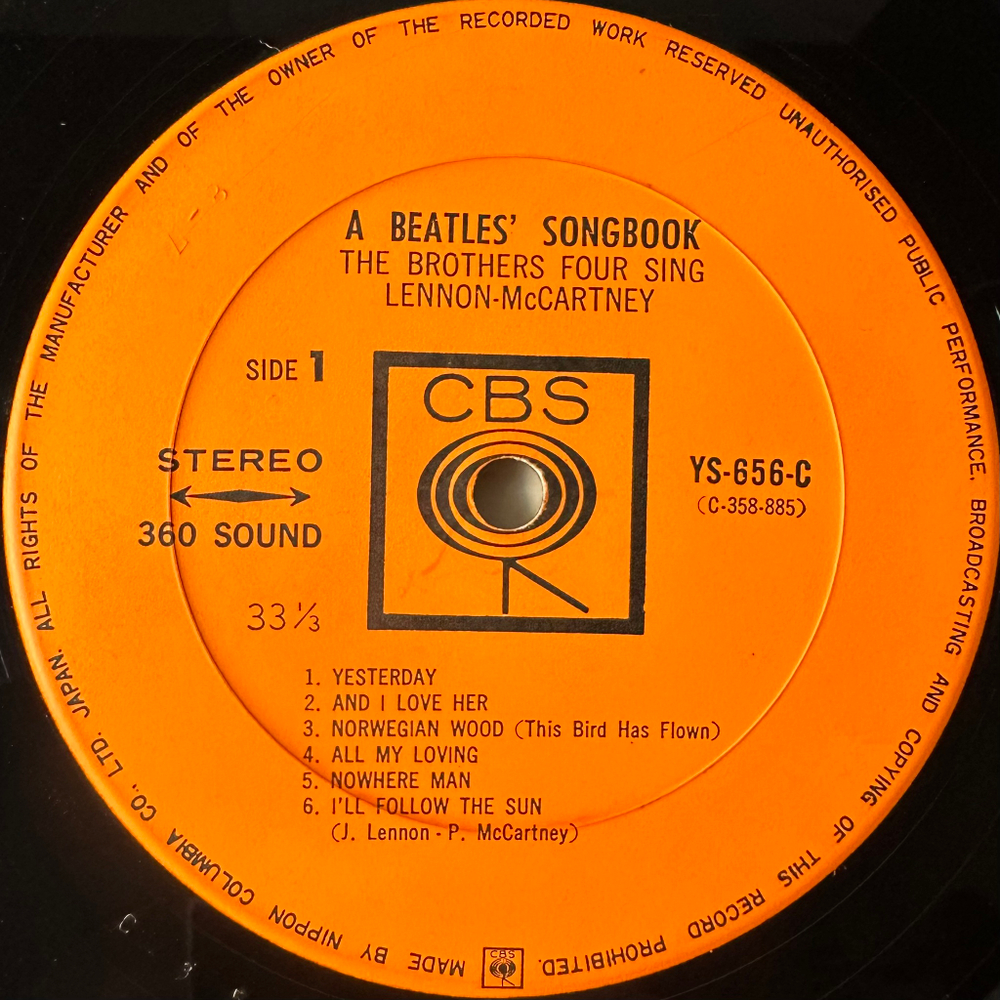 A BEATLES' SONGBOOK
THE BROTHERS FOUR SING
LENNON-McCARTNEY
SIDE 1
CBS
STEREO
360 SOUND
YS-656-C
(C-358-885)
33 1/3
1. YESTERDAY
2. AND I LOVE HER
3. NORWEGIAN WOOD (This Bird Has Flown)
4. ALL MY LOVING
5. NOWHERE MAN
6. I'LL FOLLOW THE SUN
(J. Lennon - P. McCartney)
MADE BY NIPPON COLUMBIA CO., LTD. JAPAN. ALL RIGHTS OF THE MANUFACTURER AND OF THE OWNER OF THE RECORDED WORK RESERVED UNAUTHORISED PUBLIC PERFORMANCE, BROADCASTING AND COPYING OF THIS RECORD PROHIBITED.
CBS